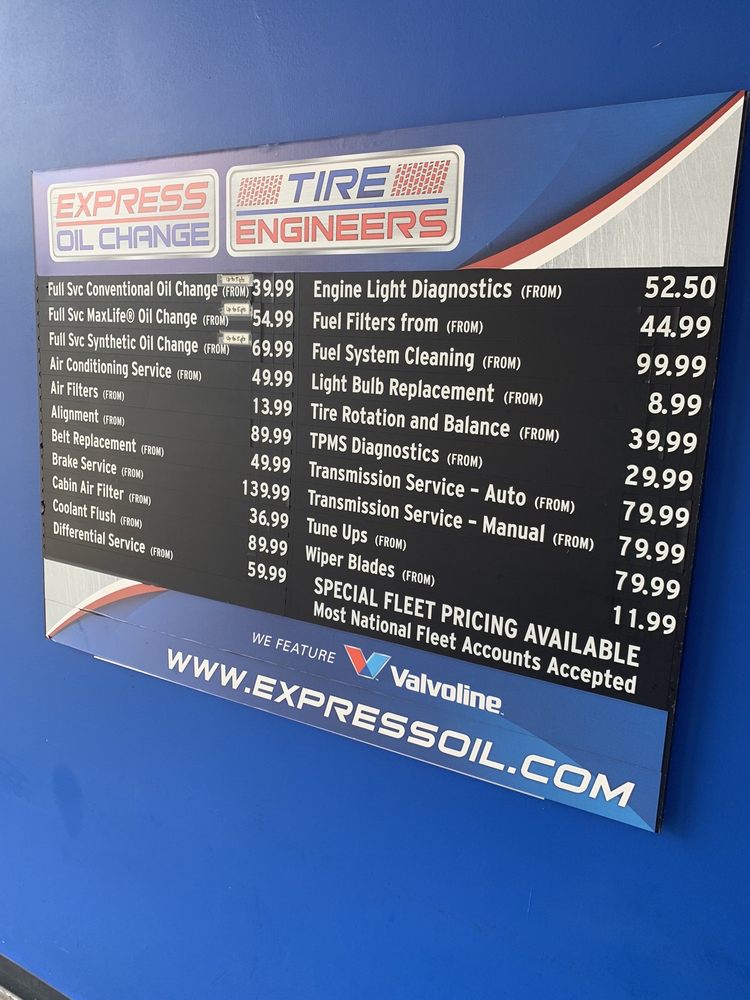 EXPRESS
OIL CHANGE
TIRE
ENGINEERS
Full Svc Conventional Oil Change (FROM) 39.99
Full Svc MaxLife® Oil Change (FROM) 54.99
Full Svc Synthetic Oil Change (FROM) 69.99
Air Conditioning Service (FROM) 49.99
Air Filters (FROM) 13.99
Alignment (FROM) 89.99
Belt Replacement (FROM) 49.99
Brake Service (FROM) 139.99
Cabin Air Filter (FROM) 36.99
Coolant Flush (FROM) 89.99
Differential Service (FROM) 59.99
Engine Light Diagnostics (FROM) 52.50
Fuel Filters from (FROM) 44.99
Fuel System Cleaning (FROM) 99.99
Light Bulb Replacement (FROM) 8.99
Tire Rotation and Balance (FROM) 39.99
TPMS Diagnostics (FROM) 29.99
Transmission Service - Auto (FROM) 79.99
Transmission Service - Manual (FROM) 79.99
Tune Ups (FROM) 79.99
Wiper Blades (FROM) 11.99
SPECIAL FLEET PRICING AVAILABLE
Most National Fleet Accounts Accepted
WE FEATURE Valvoline
WWW.EXPRESSOIL.COM